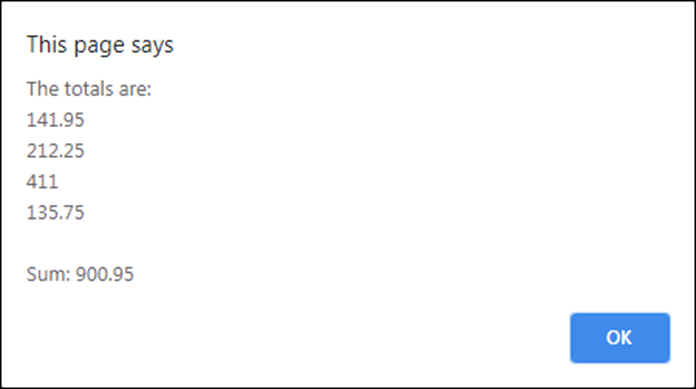 This page says
The totals are:
141.95
212.25
411
135.75
Sum: 900.95
OK